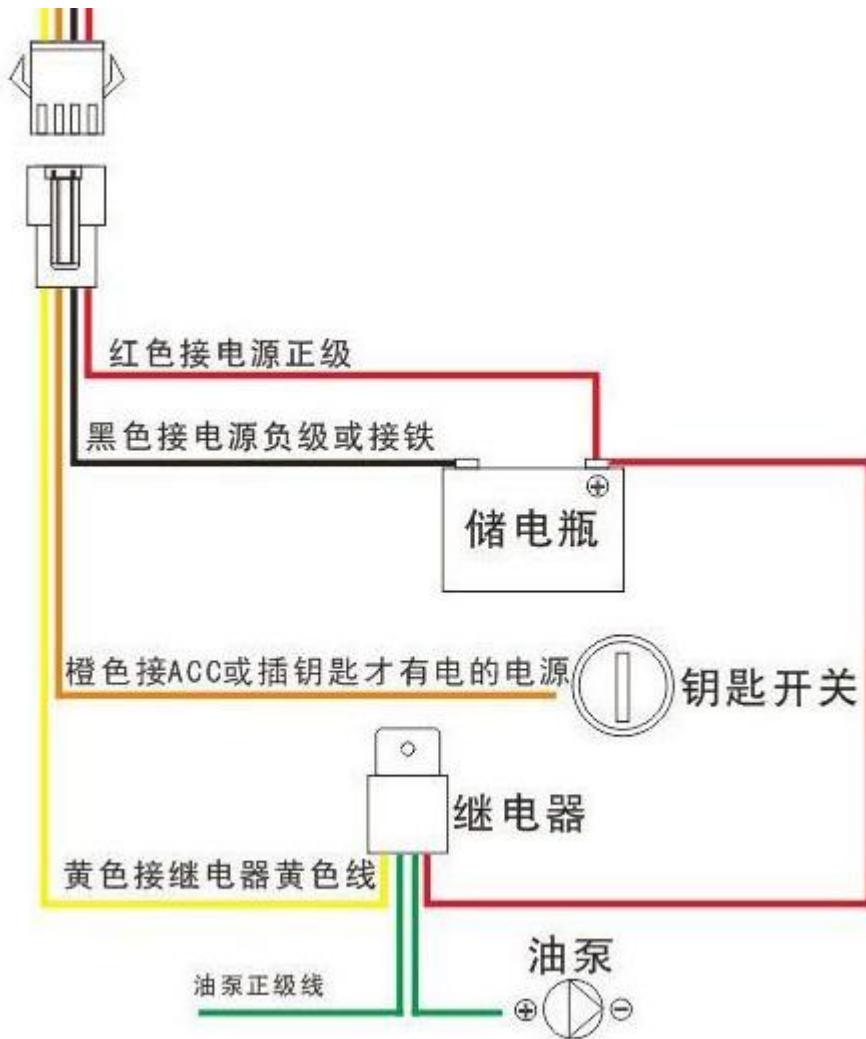 红色接电源正级
黑色接电源负级或接铁
储电瓶
橙色接ACC或插钥匙才有电的电源
钥匙开关
继电器
黄色接继电器黄色线
油泵
油泵正级线